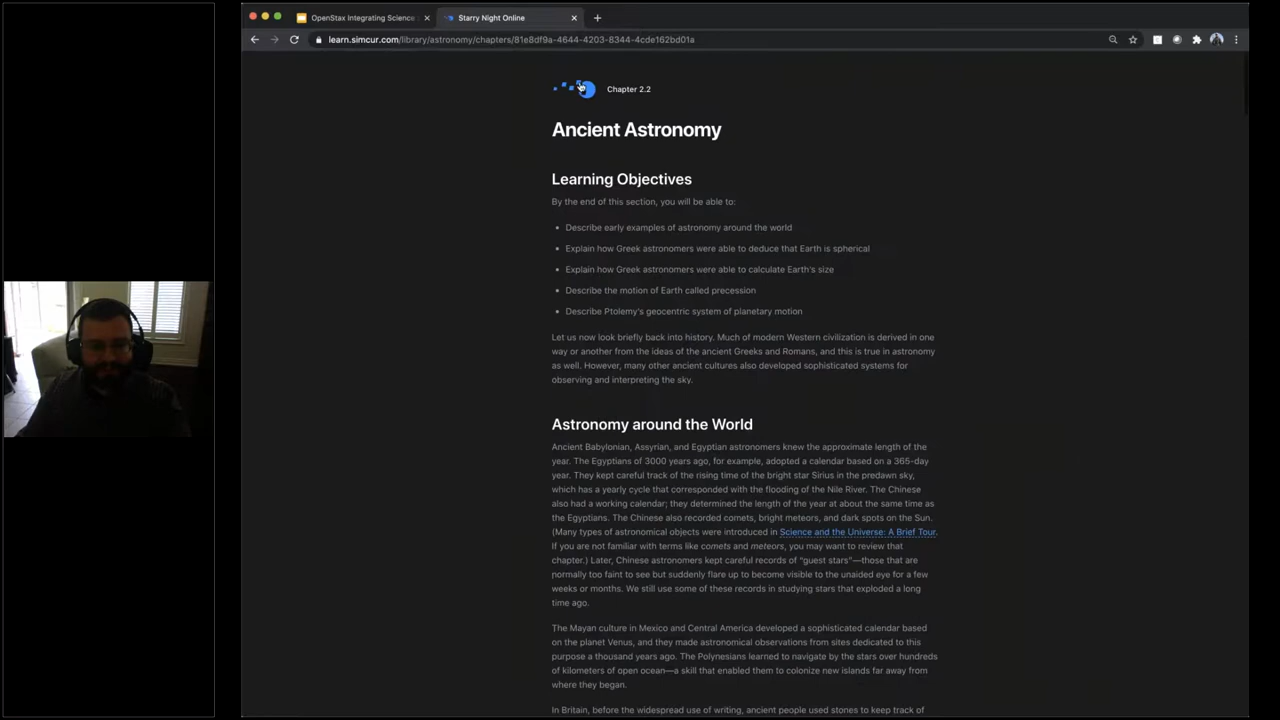 OpenStax Integrating Science
Starry Night Online
learn.simcur.com/library/astronomy/chapters/81e8df9a-4644-4203-8344-4cde162bd01a
Chapter 2.2
Ancient Astronomy
Learning Objectives
By the end of this section, you will be able to:
• Describe early examples of astronomy around the world
• Explain how Greek astronomers were able to deduce that Earth is spherical
• Explain how Greek astronomers were able to calculate Earth's size
• Describe the motion of Earth called precession
• Describe Ptolemy's geocentric system of planetary motion
Let us now look briefly back into history. Much of modern Western civilization is derived in one
way or another from the ideas of the ancient Greeks and Romans, and this is true in astronomy
as well. However, many other ancient cultures also developed sophisticated systems for
observing and interpreting the sky.
Astronomy around the World
Ancient Babylonian, Assyrian, and Egyptian astronomers knew the approximate length of the
year. The Egyptians of 3000 years ago, for example, adopted a calendar based on a 365-day
year. They kept careful track of the rising time of the bright star Sirius in the predawn sky,
which has a yearly cycle that corresponded with the flooding of the Nile River. The Chinese
also had a working calendar; they determined the length of the year at about the same time as
the Egyptians. The Chinese also recorded comets, bright meteors, and dark spots on the Sun.
(Many types of astronomical objects were introduced in Science and the Universe: A Brief Tour.
If you are not familiar with terms like comets and meteors, you may want to review that
chapter.) Later, Chinese astronomers kept careful records of “guest stars”—those that are
normally too faint to see but suddenly flare up to become visible to the unaided eye for a few
weeks or months. We still use some of these records in studying stars that exploded a long
time ago.
The Mayan culture in Mexico and Central America developed a sophisticated calendar based
on the planet Venus, and they made astronomical observations from sites dedicated to this
purpose a thousand years ago. The Polynesians learned to navigate by the stars over hundreds
of kilometers of open ocean—a skill that enabled them to colonize new islands far away from
where they began.
In Britain, before the widespread use of writing, ancient people used stones to keep track of